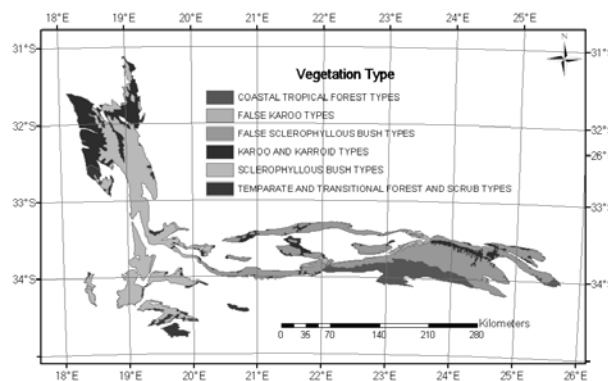 18°E 19°E 20°E 21°E 22°E 23°E 24°E 25°E
N
31°S 31°S
Vegetation Type
COASTAL TROPICAL FOREST TYPES
FALSE KAROO TYPES
32°S 32°S
FALSE SCLEROPHYLLOUS BUSH TYPES
26°S
KAROO AND KARROID TYPES
SCLEROPHYLLOUS BUSH TYPES
TEMPARATE AND TRANSITIONAL FOREST AND SCRUB TYPES
33°S 33°S
34°S 34°S
Kilometers
0 35 70 140 210 280
18°E 19°E 20°E 21°E 22°E 23°E 24°E 25°E 26°E